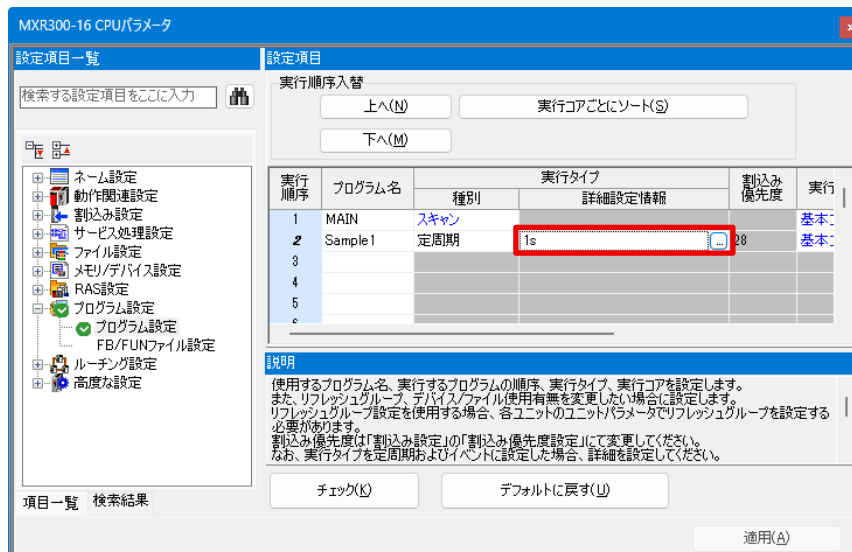 MXR300-16 CPUパラメータ
設定項目一覧
検索する設定項目をここに入力
ネーム設定
動作関連設定
割込み設定
サービス処理設定
ファイル設定
メモリ/デバイス設定
RAS設定
プログラム設定
プログラム設定
FB/FUNファイル設定
ルーチング設定
高度な設定
項目一覧 検索結果
設定項目
実行順序入替
上へ(N) 実行コアごとにソート(S)
下へ(M)
実行順序 プログラム名 実行タイプ 割込み優先度 実行
種別 詳細設定情報
1 MAIN スキャン 基本コ
2 Sample1 定周期 1s ... 28 基本コ
3
4
5
説明
使用するプログラム名、実行するプログラムの順序、実行タイプ、実行コアを設定します。
また、リフレッシュグループ、デバイス/ファイル使用有無を変更したい場合に設定します。
リフレッシュグループ設定を使用する場合、各ユニットのユニットパラメータでリフレッシュグループを設定する
必要があります。
割込み優先度は「割込み設定」の「割込み優先度設定」にて変更してください。
なお、実行タイプを定周期およびイベントに設定した場合、詳細を設定してください。
チェック(K) デフォルトに戻す(U)
適用(A)